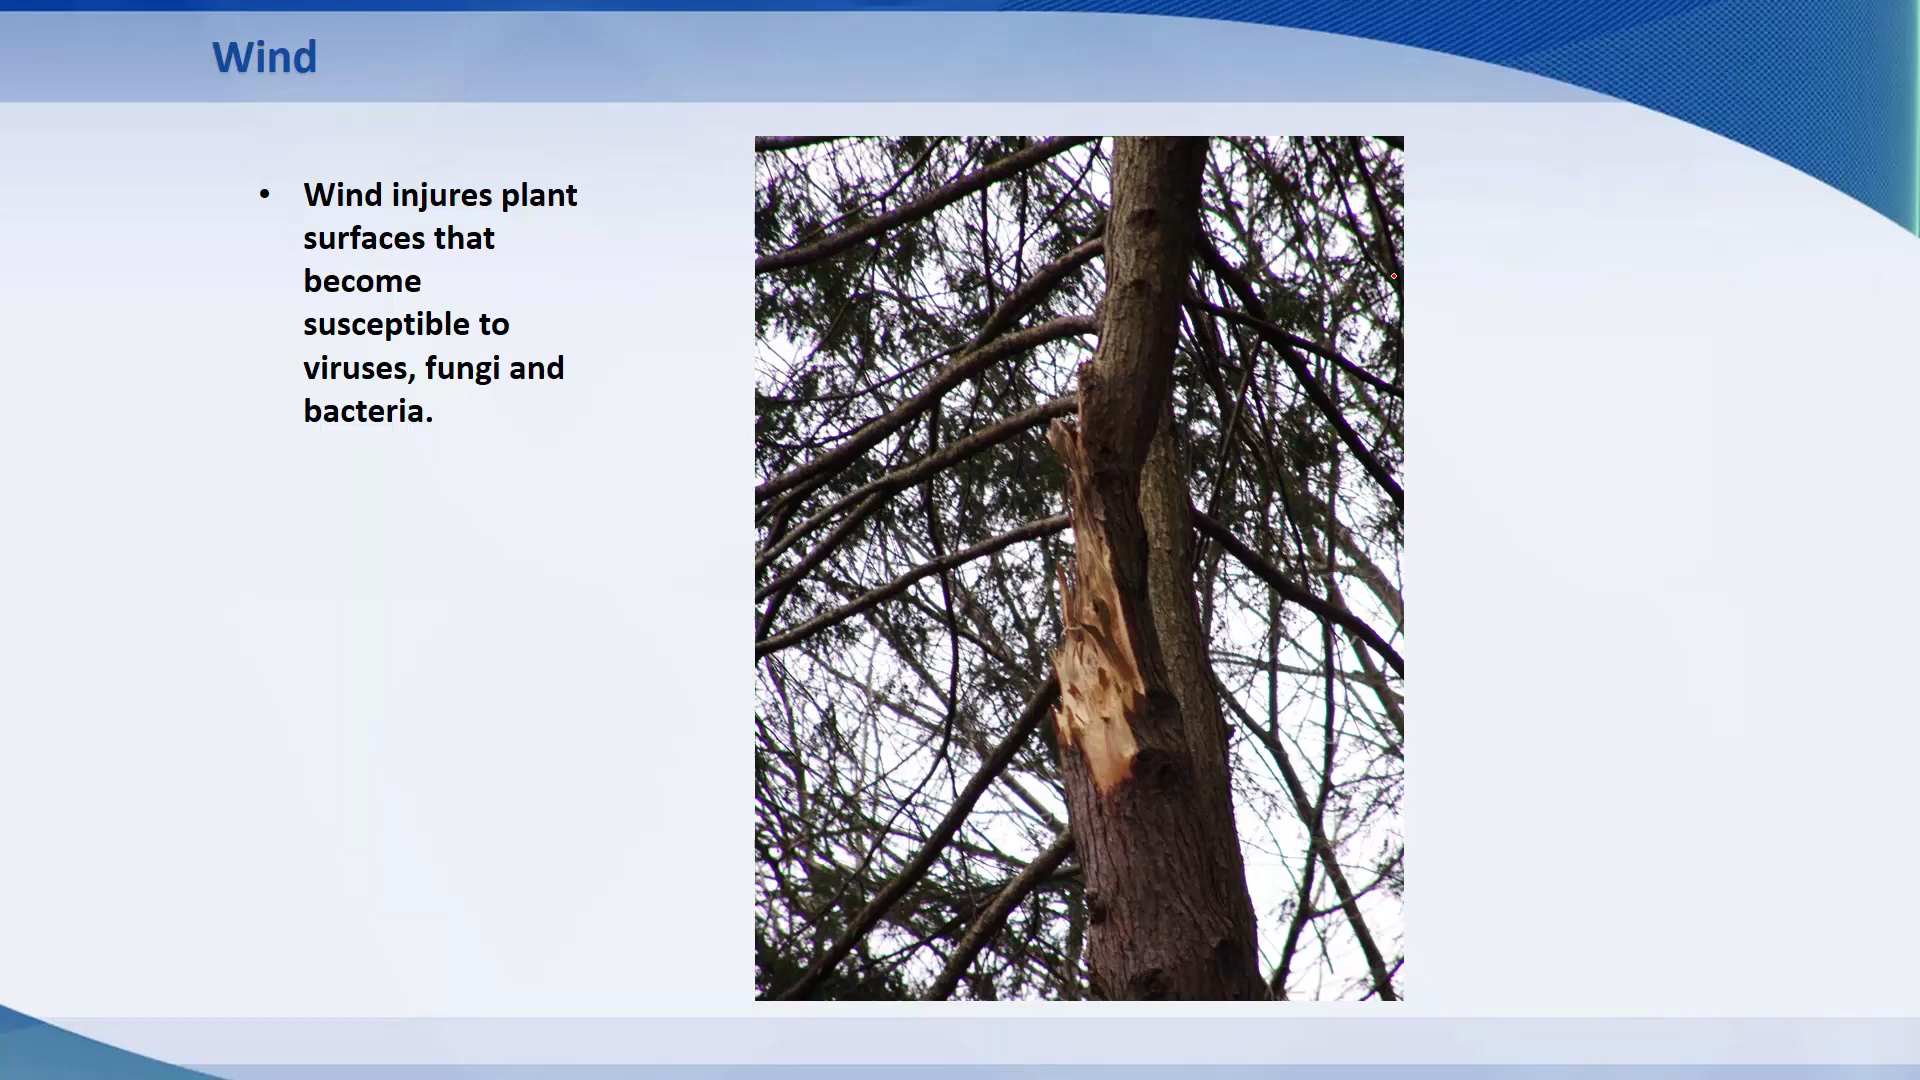 Wind
• Wind injures plant
surfaces that
become
susceptible to
viruses, fungi and
bacteria.